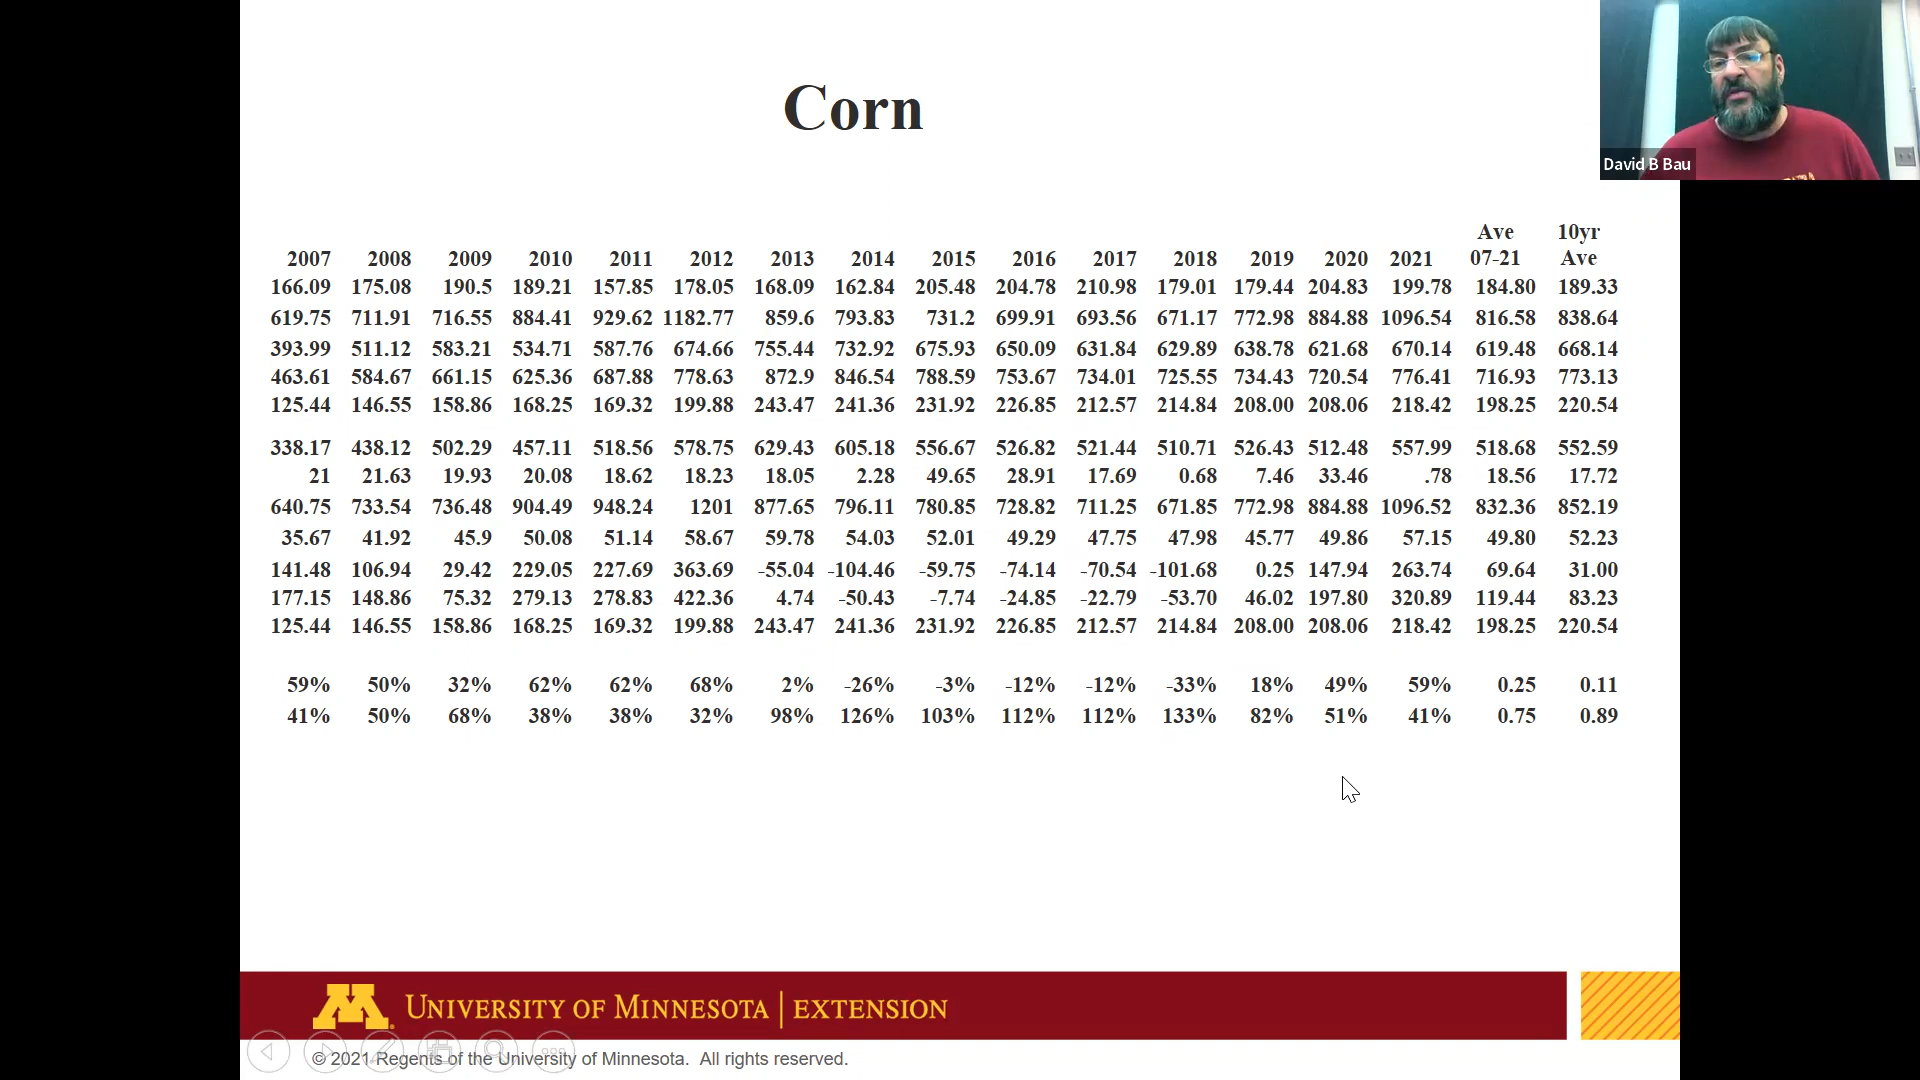 Corn
David B Bau
Ave 10yr
2007 2008 2009 2010 2011 2012 2013 2014 2015 2016 2017 2018 2019 2020 2021 07-21 Ave
166.09 175.08 190.5 189.21 157.85 178.05 168.09 162.84 205.48 204.78 210.98 179.01 179.44 204.83 199.78 184.80 189.33
619.75 711.91 716.55 884.41 929.62 1182.77 859.6 793.83 731.2 699.91 693.56 671.17 772.98 884.88 1096.54 816.58 838.64
393.99 511.12 583.21 534.71 587.76 674.66 755.44 732.92 675.93 650.09 631.84 629.89 638.78 621.68 670.14 619.48 668.14
463.61 584.67 661.15 625.36 687.88 778.63 872.9 846.54 788.59 753.67 734.01 725.55 734.43 720.54 776.41 716.93 773.13
125.44 146.55 158.86 168.25 169.32 199.88 243.47 241.36 231.92 226.85 212.57 214.84 208.00 208.06 218.42 198.25 220.54
338.17 438.12 502.29 457.11 518.56 578.75 629.43 605.18 556.67 526.82 521.44 510.71 526.43 512.48 557.99 518.68 552.59
21 21.63 19.93 20.08 18.62 18.23 18.05 2.28 49.65 28.91 17.69 0.68 7.46 33.46 .78 18.56 17.72
640.75 733.54 736.48 904.49 948.24 1201 877.65 796.11 780.85 728.82 711.25 671.85 772.98 884.88 1096.52 832.36 852.19
35.67 41.92 45.9 50.08 51.14 58.67 59.78 54.03 52.01 49.29 47.75 47.98 45.77 49.86 57.15 49.80 52.23
141.48 106.94 29.42 229.05 227.69 363.69 -55.04 -104.46 -59.75 -74.14 -70.54 -101.68 0.25 147.94 263.74 69.64 31.00
177.15 148.86 75.32 279.13 278.83 422.36 4.74 -50.43 -7.74 -24.85 -22.79 -53.70 46.02 197.80 320.89 119.44 83.23
125.44 146.55 158.86 168.25 169.32 199.88 243.47 241.36 231.92 226.85 212.57 214.84 208.00 208.06 218.42 198.25 220.54
59% 50% 32% 62% 62% 68% 2% -26% -3% -12% -12% -33% 18% 49% 59% 0.25 0.11
41% 50% 68% 38% 38% 32% 98% 126% 103% 112% 112% 133% 82% 51% 41% 0.75 0.89
M UNIVERSITY OF MINNESOTA | EXTENSION
© 2021 Regents of the University of Minnesota. All rights reserved.